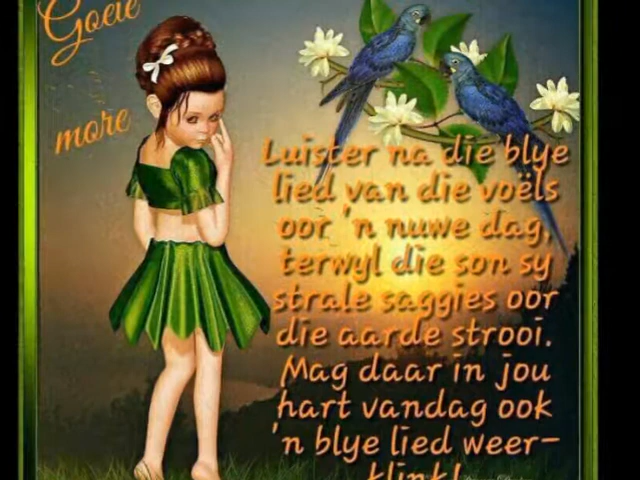 Goeie
more
Luister na die blye
lied van die voëls
oor 'n nuwe dag,
terwyl die son sy
strale saggies oor
die aarde strooi.
Mag daar in jou
hart vandag ook
'n blye lied weer-
klink!